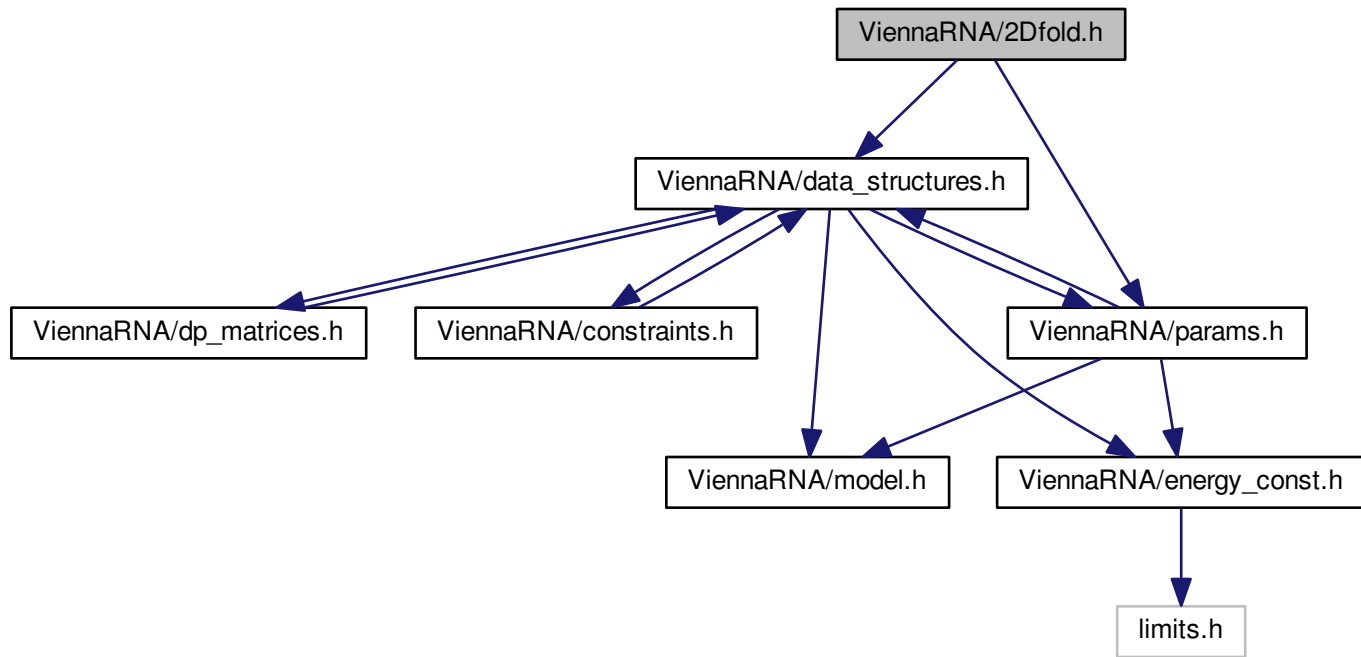 ViennaRNA/2Dfold.h
ViennaRNA/data_structures.h
ViennaRNA/dp_matrices.h
ViennaRNA/constraints.h
ViennaRNA/params.h
ViennaRNA/model.h
ViennaRNA/energy_const.h
limits.h